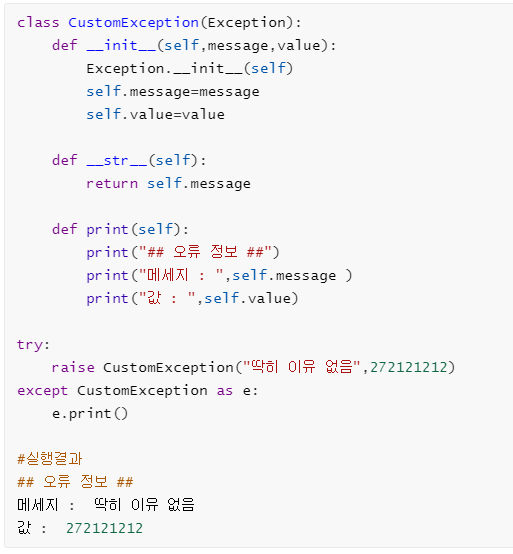 class CustomException(Exception):
    def __init__(self,message,value):
        Exception.__init__(self)
        self.message=message
        self.value=value

    def __str__(self):
        return self.message

    def print(self):
        print("## 오류 정보 ##")
        print("메세지 : ",self.message )
        print("값 : ",self.value)

try:
    raise CustomException("딱히 이유 없음",272121212)
except CustomException as e:
    e.print()

#실행결과
## 오류 정보 ##
메세지 :  딱히 이유 없음
값 :  272121212